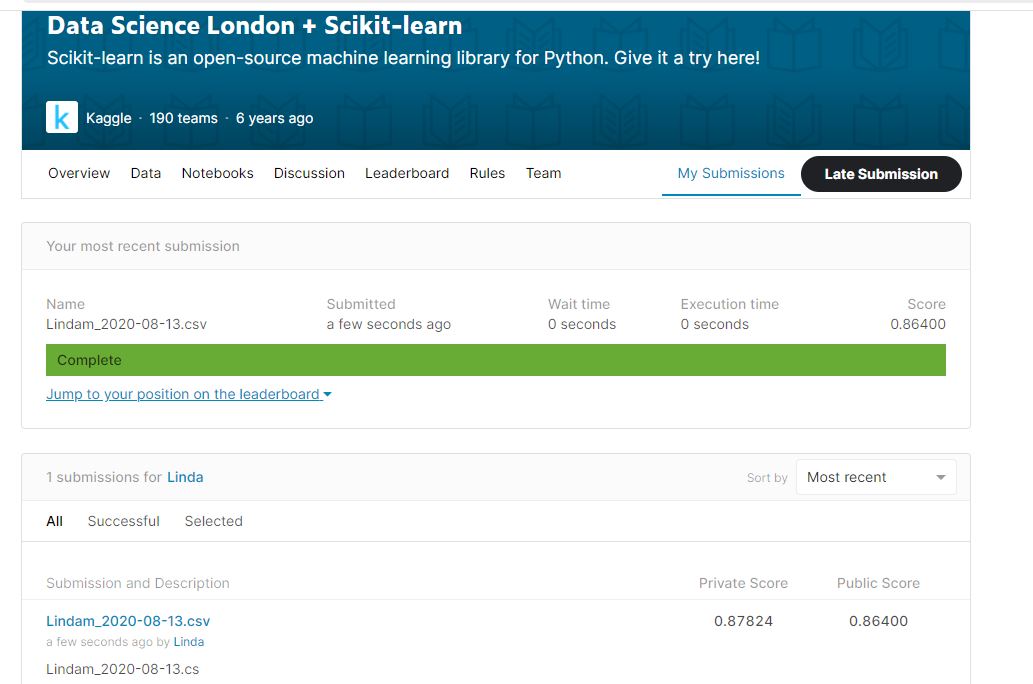 Data Science London + Scikit-learn
Scikit-learn is an open-source machine learning library for Python. Give it a try here!
k Kaggle · 190 teams · 6 years ago
Overview Data Notebooks Discussion Leaderboard Rules Team My Submissions Late Submission
Your most recent submission
Name Submitted Wait time Execution time Score
Lindam_2020-08-13.csv a few seconds ago 0 seconds 0 seconds 0.86400
Complete
Jump to your position on the leaderboard
1 submissions for Linda Sort by Most recent
All Successful Selected
Submission and Description Private Score Public Score
Lindam_2020-08-13.csv 0.87824 0.86400
a few seconds ago by Linda
Lindam_2020-08-13.cs